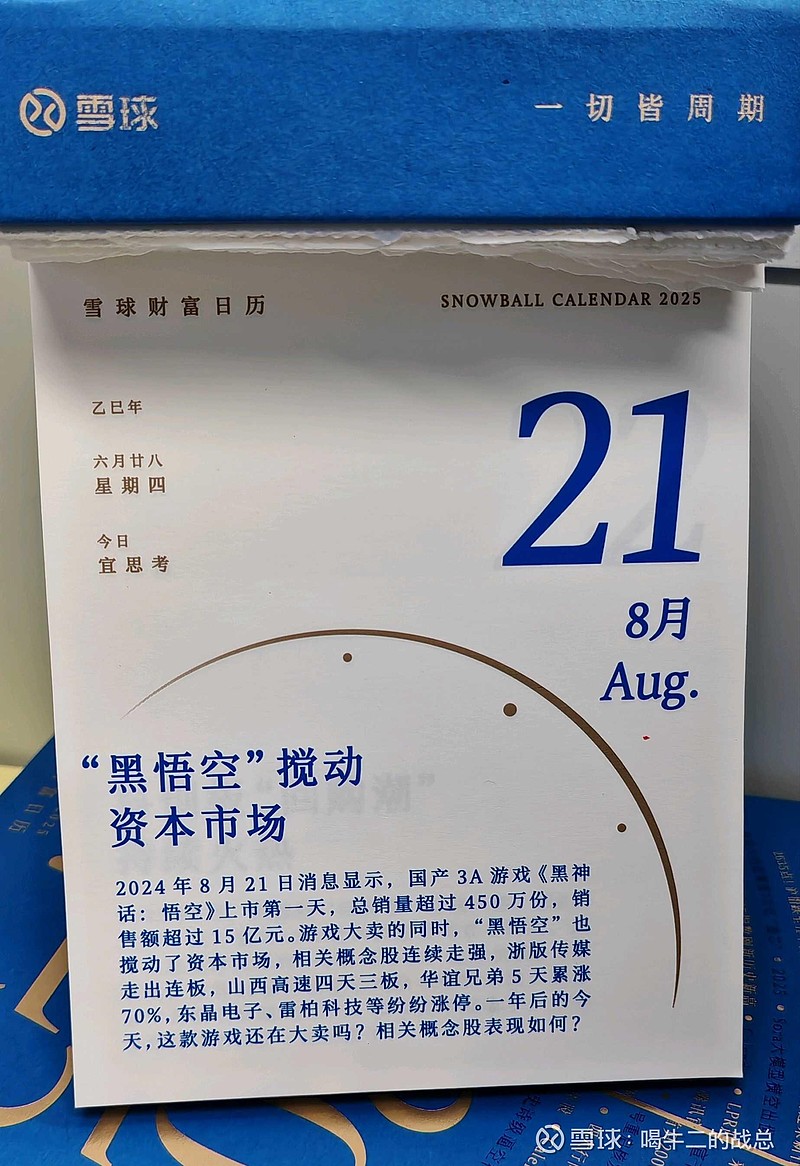 雪球
一切皆周期
雪球财富日历
SNOWBALL CALENDAR 2025
21
8月
Aug.
乙巳年
六月廿八
星期四
今日
宜思考
“黑悟空”搅动
资本市场
2024年8月21日消息显示，国产3A游戏《黑神
话：悟空》上市第一天，总销量超过450万份，销
售额超过15亿元。游戏大卖的同时，“黑悟空”也
搅动了资本市场，相关概念股连续走强，浙版传媒
走出连板，山西高速四天三板，华谊兄弟5天累涨
70%，东晶电子、雷柏科技等纷纷涨停。一年后的今
天，这款游戏还在大卖吗？相关概念股表现如何？
雪球：喝牛二的战总